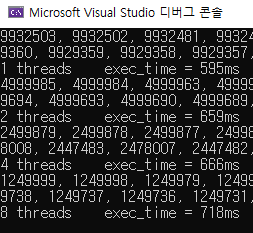 Microsoft Visual Studio 디버그 콘솔
9932503, 9932502, 9932481, 9932
9360, 9929359, 9929358, 9929357,
1 threads exec_time = 595ms
4999985, 4999984, 4999963, 49999
9694, 4999693, 4999690, 4999689,
2 threads exec_time = 659ms
2499879, 2499878, 2499877, 24998
8008, 2447483, 2478007, 2447482,
4 threads exec_time = 666ms
1249999, 1249998, 1249979, 12499
9738, 1249737, 1249736, 1249731,
8 threads exec_time = 718ms